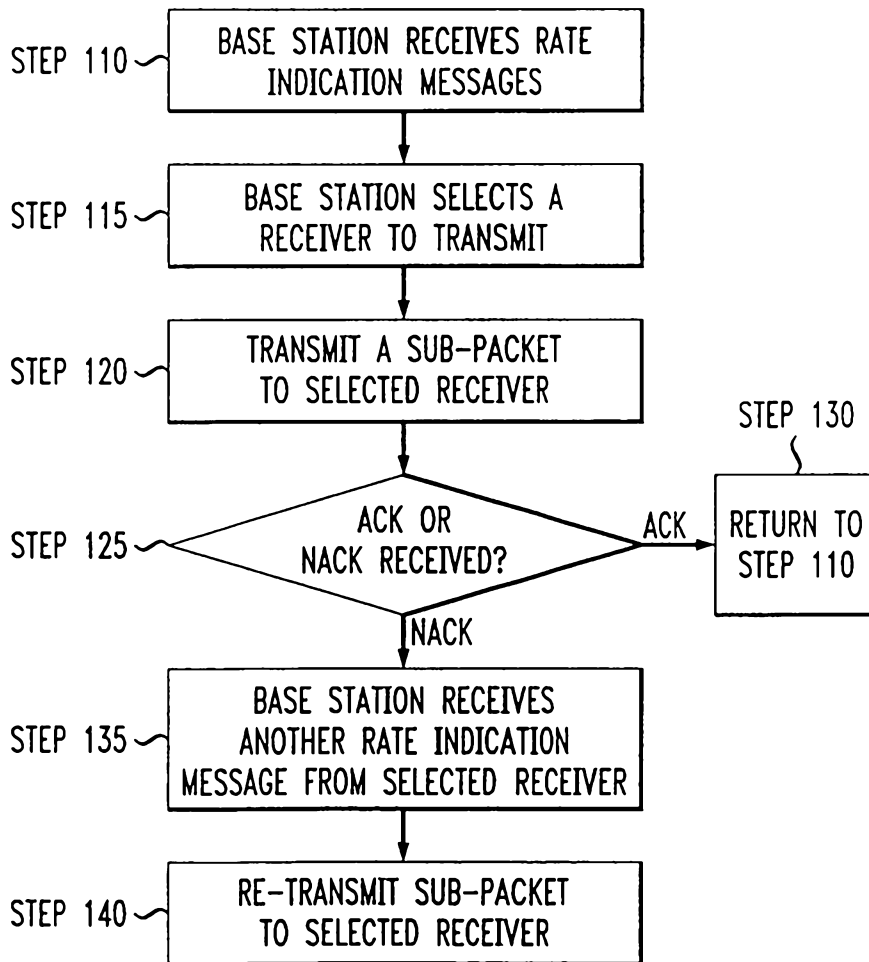 STEP 110
BASE STATION RECEIVES RATE
INDICATION MESSAGES
STEP 115
BASE STATION SELECTS A
RECEIVER TO TRANSMIT
STEP 120
TRANSMIT A SUB-PACKET
TO SELECTED RECEIVER
STEP 130
STEP 125
ACK OR
NACK RECEIVED?
ACK
RETURN TO
STEP 110
NACK
STEP 135
BASE STATION RECEIVES
ANOTHER RATE INDICATION
MESSAGE FROM SELECTED RECEIVER
STEP 140
RE-TRANSMIT SUB-PACKET
TO SELECTED RECEIVER